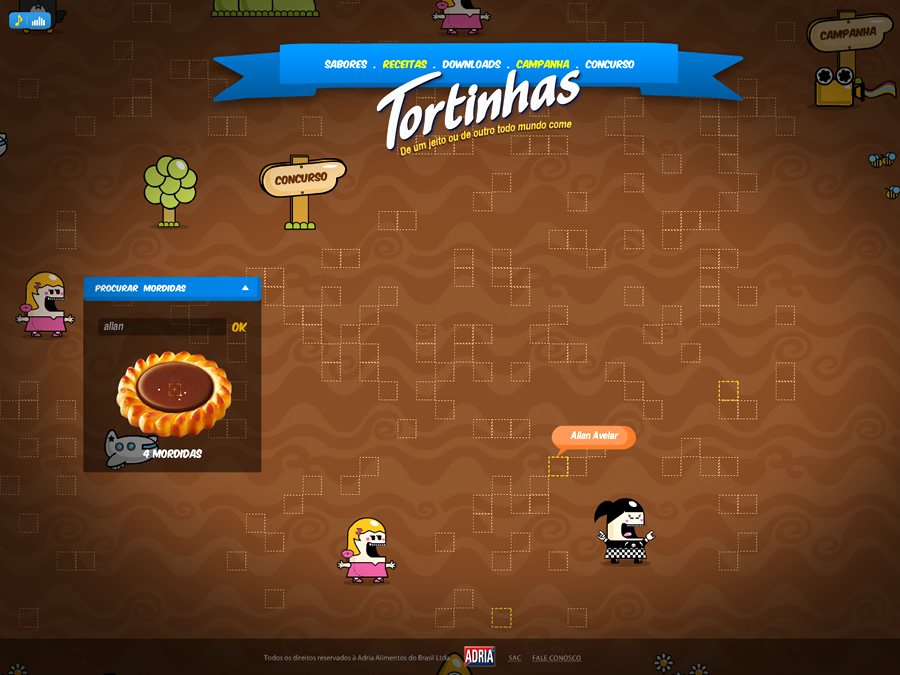 CAMPANHA
SABORES . RECEITAS . DOWNLOADS . CAMPANHA . CONCURSO
Tortinhas
De um jeito ou de outro todo mundo come
CONCURSO
PROCURAR MORDIDAS
allan OK
4 MORDIDAS
Allan Avelar
Todos os direitos reservados à Adria Alimentos do Brasil Ltda. ADRIA SAC FALE CONOSCO